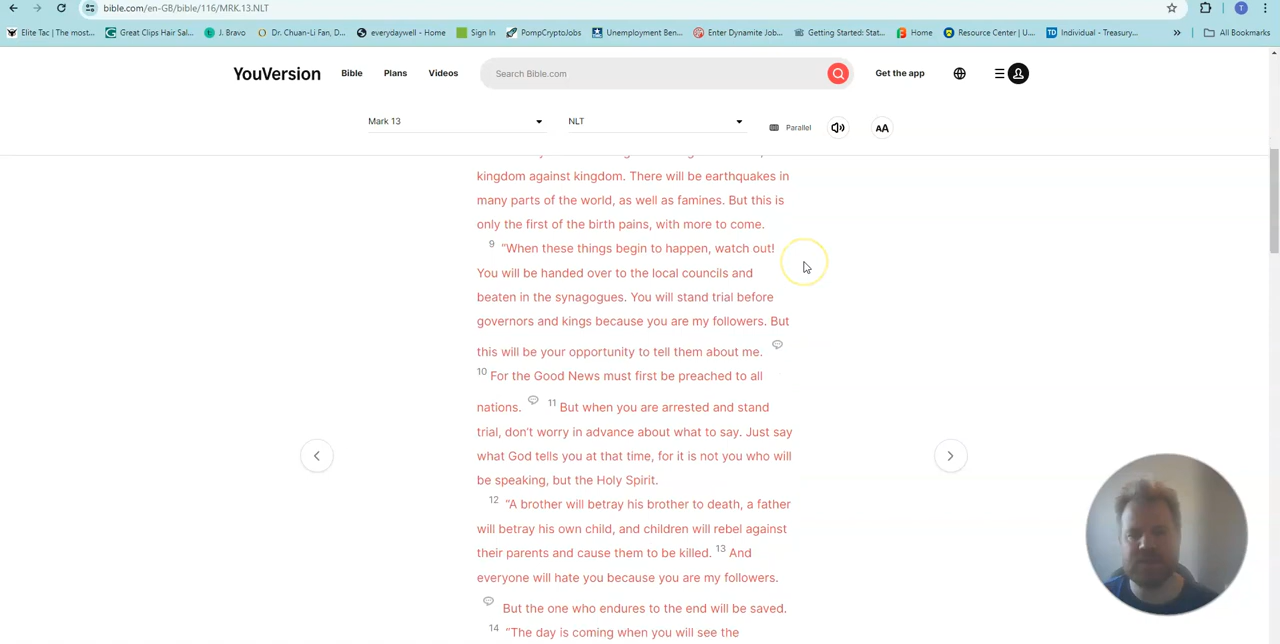 bible.com/en-GB/bible/116/MRK.13.NLT
T
Elite Tac | The most...
Great Clips Hair Sal...
J. Bravo
Dr. Chuan-Li Fan, D...
everydaywell - Home
Sign In
PompCryptoJobs
Unemployment Ben...
Enter Dynamite Job...
Getting Started: Stat...
Home
Resource Center | U....
TD
Individual - Treasury...
»
All Bookmarks
YouVersion
Bible
Plans
Videos
Search Bible.com
Get the app
Mark 13
NLT
Parallel
AA
kingdom against kingdom. There will be earthquakes in
many parts of the world, as well as famines. But this is
only the first of the birth pains, with more to come.
9 “When these things begin to happen, watch out!
You will be handed over to the local councils and
beaten in the synagogues. You will stand trial before
governors and kings because you are my followers. But
this will be your opportunity to tell them about me.
10 For the Good News must first be preached to all
nations. 11 But when you are arrested and stand
trial, don’t worry in advance about what to say. Just say
what God tells you at that time, for it is not you who will
be speaking, but the Holy Spirit.
12 “A brother will betray his brother to death, a father
will betray his own child, and children will rebel against
their parents and cause them to be killed. 13 And
everyone will hate you because you are my followers.
But the one who endures to the end will be saved.
14 “The day is coming when you will see the